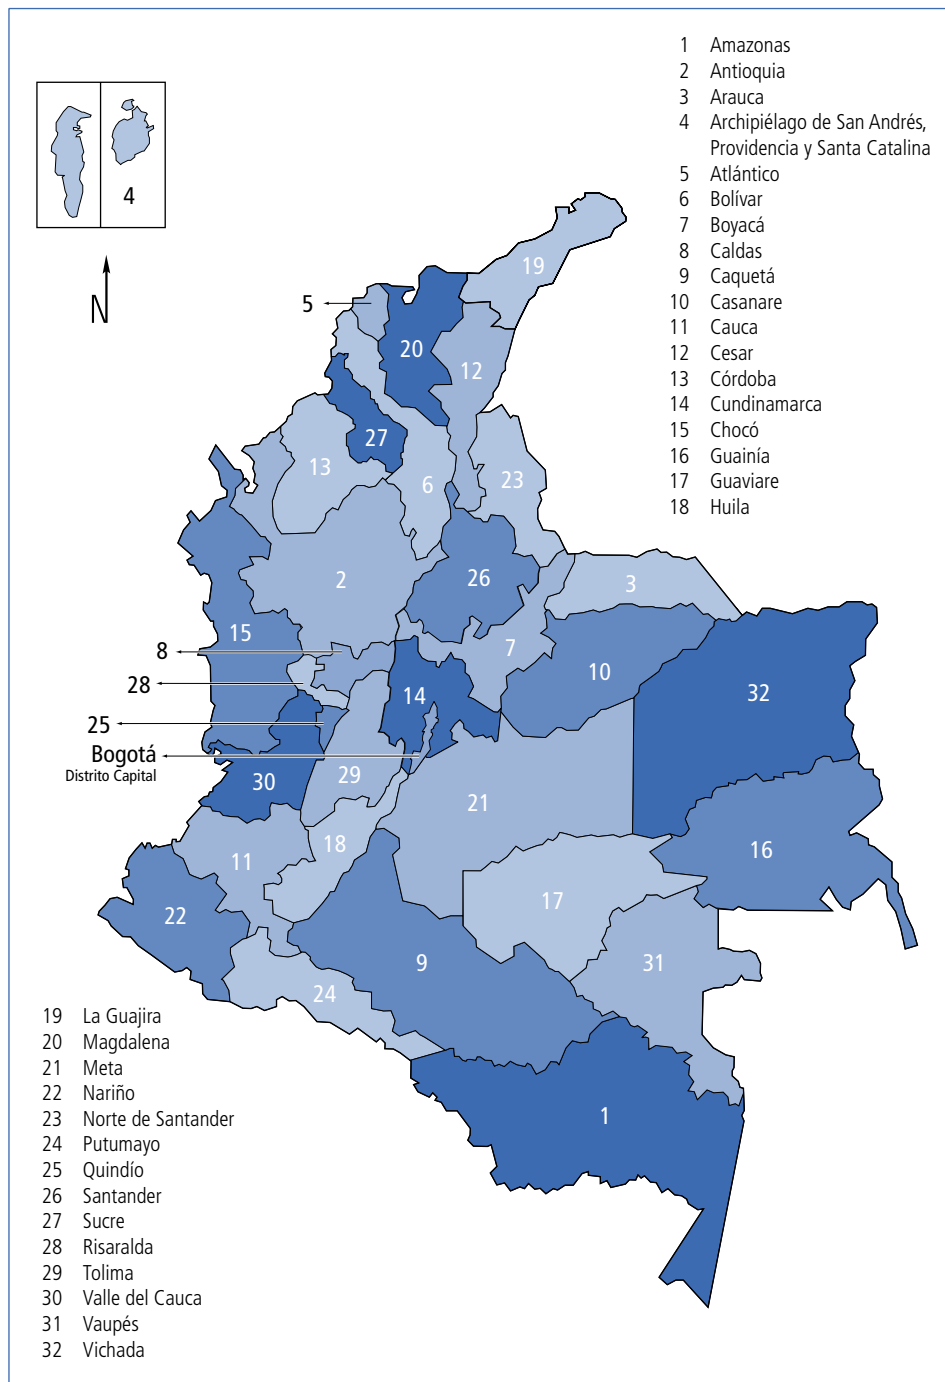 1 Amazonas
2 Antioquia
3 Arauca
4 Archipiélago de San Andrés,
Providencia y Santa Catalina
5 Atlántico
6 Bolívar
7 Boyacá
8 Caldas
9 Caquetá
10 Casanare
11 Cauca
12 Cesar
13 Córdoba
14 Cundinamarca
15 Chocó
16 Guainía
17 Guaviare
18 Huila
4
N
19
5
20
12
27
13
6
23
2
26
3
15
7
8
10
28
14
32
25
Bogotá
Distrito Capital
30
29
21
18
11
16
17
22
9
31
24
1
19 La Guajira
20 Magdalena
21 Meta
22 Nariño
23 Norte de Santander
24 Putumayo
25 Quindío
26 Santander
27 Sucre
28 Risaralda
29 Tolima
30 Valle del Cauca
31 Vaupés
32 Vichada